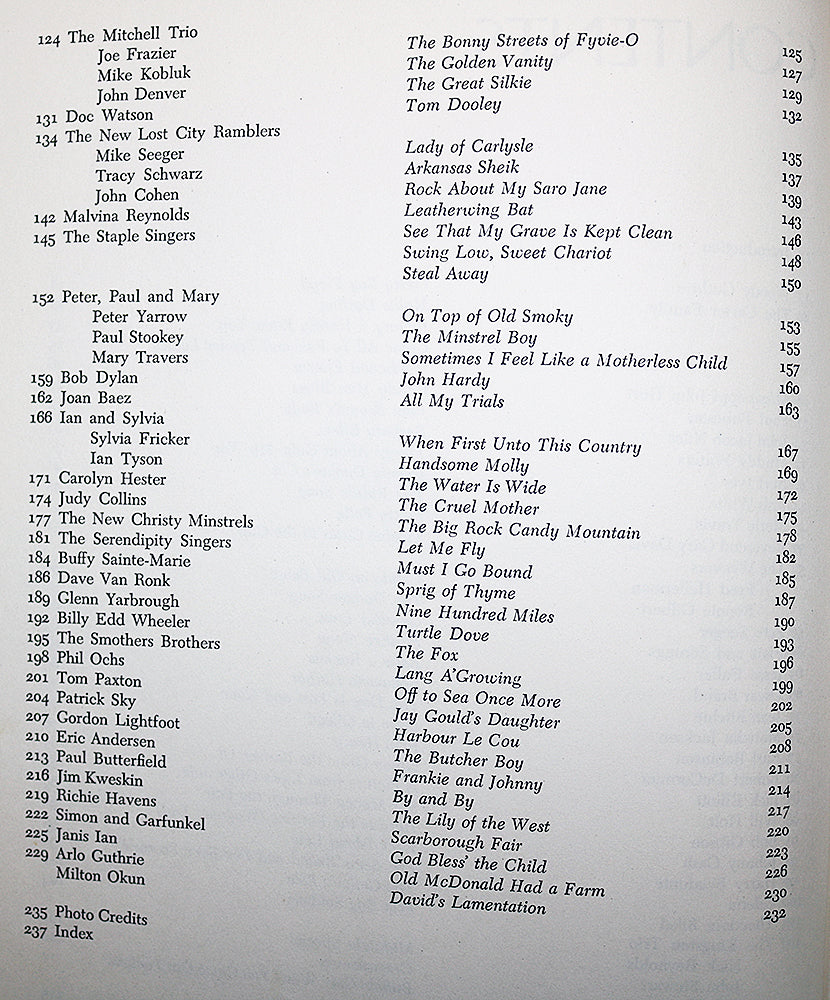 124 The Mitchell Trio
Joe Frazier The Bonny Streets of Fyvie-O 125
Mike Kobluk The Golden Vanity 127
John Denver The Great Silkie 129
131 Doc Watson Tom Dooley 132
134 The New Lost City Ramblers
Mike Seeger Lady of Carlysle 135
Tracy Schwarz Arkansas Sheik 137
John Cohen Rock About My Saro Jane 139
142 Malvina Reynolds Leatherwing Bat 143
145 The Staple Singers See That My Grave Is Kept Clean 146
Swing Low, Sweet Chariot 148
Steal Away 150
152 Peter, Paul and Mary
Peter Yarrow On Top of Old Smoky 153
Paul Stookey The Minstrel Boy 155
Mary Travers Sometimes I Feel Like a Motherless Child 157
159 Bob Dylan John Hardy 160
162 Joan Baez All My Trials 163
166 Ian and Sylvia
Sylvia Fricker When First Unto This Country 167
Ian Tyson Handsome Molly 169
171 Carolyn Hester The Water Is Wide 172
174 Judy Collins The Cruel Mother 175
177 The New Christy Minstrels The Big Rock Candy Mountain 178
181 The Serendipity Singers Let Me Fly 182
184 Buffy Sainte-Marie Must I Go Bound 185
186 Dave Van Ronk Sprig of Thyme 187
189 Glenn Yarbrough Nine Hundred Miles 190
192 Billy Edd Wheeler Turtle Dove 193
195 The Smothers Brothers The Fox 196
198 Phil Ochs Lang A'Growing 199
201 Tom Paxton Off to Sea Once More 202
204 Patrick Sky Jay Gould's Daughter 205
207 Gordon Lightfoot Harbour Le Cou 208
210 Eric Andersen The Butcher Boy 211
213 Paul Butterfield Frankie and Johnny 214
216 Jim Kweskin By and By 217
219 Richie Havens The Lily of the West 220
222 Simon and Garfunkel Scarborough Fair 223
225 Janis Ian God Bless' the Child 226
229 Arlo Guthrie Old McDonald Had a Farm 230
Milton Okun David's Lamentation 232
235 Photo Credits
237 Index